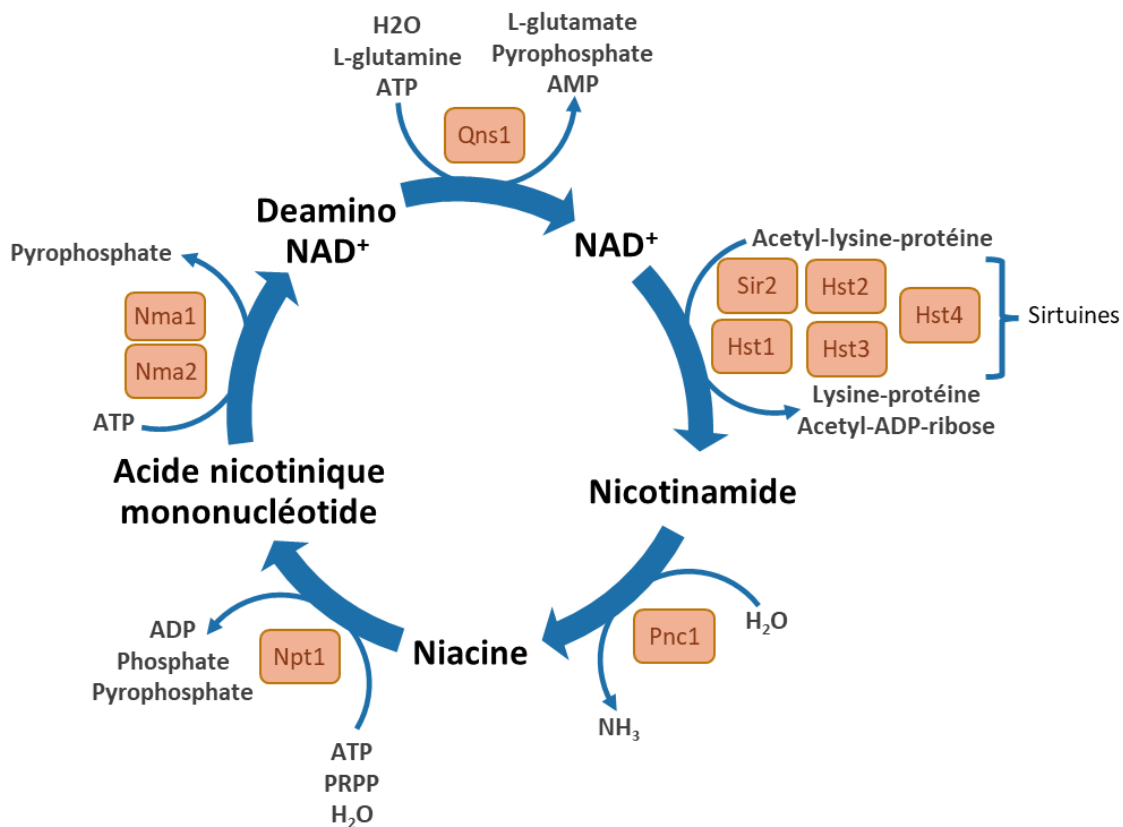 H2O
L-glutamine
ATP
L-glutamate
Pyrophosphate
AMP
Qns1
Deamino
NAD⁺
NAD⁺
Pyrophosphate
Nma1
Nma2
ATP
Acetyl-lysine-protéine
Sir2
Hst2
Hst4
Hst1
Hst3
Sirtuines
Lysine-protéine
Acetyl-ADP-ribose
Acide nicotinique
mononucléotide
Nicotinamide
ADP
Phosphate
Pyrophosphate
Npt1
Niacine
Pnc1
H₂O
NH₃
ATP
PRPP
H₂O